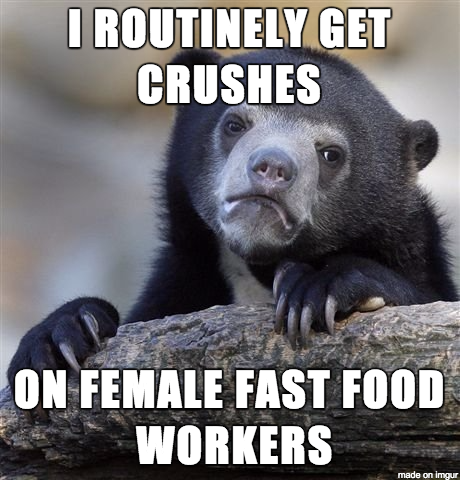 I ROUTINELY GET
CRUSHES
ON FEMALE FAST FOOD
WORKERS
made on imgur